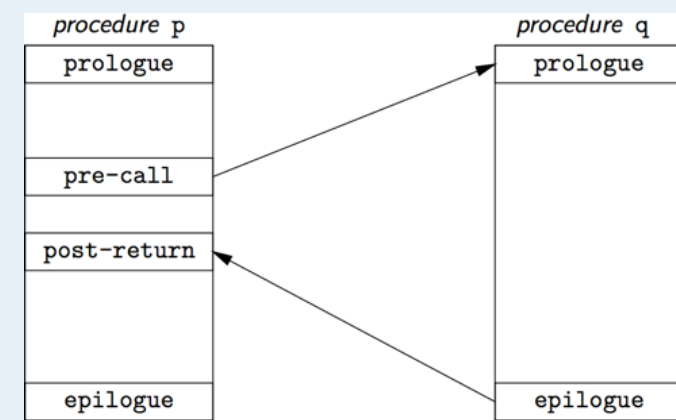 procedure p
prologue
pre-call
post-return
epilogue
procedure q
prologue
epilogue